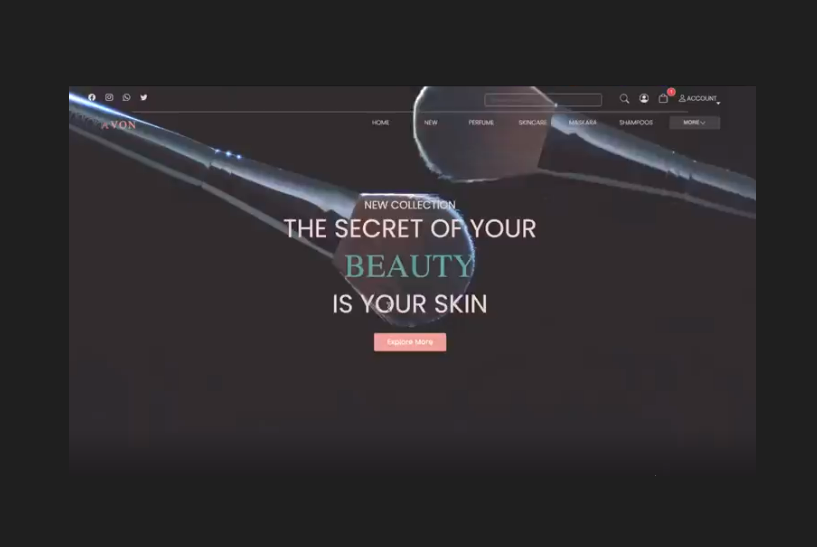 1
ACCOUNT
AVON
HOME NEW PERFUME SKINCARE MASKARA SHAMPOOS MORE
NEW COLLECTION
THE SECRET OF YOUR
BEAUTY
IS YOUR SKIN
Explore More